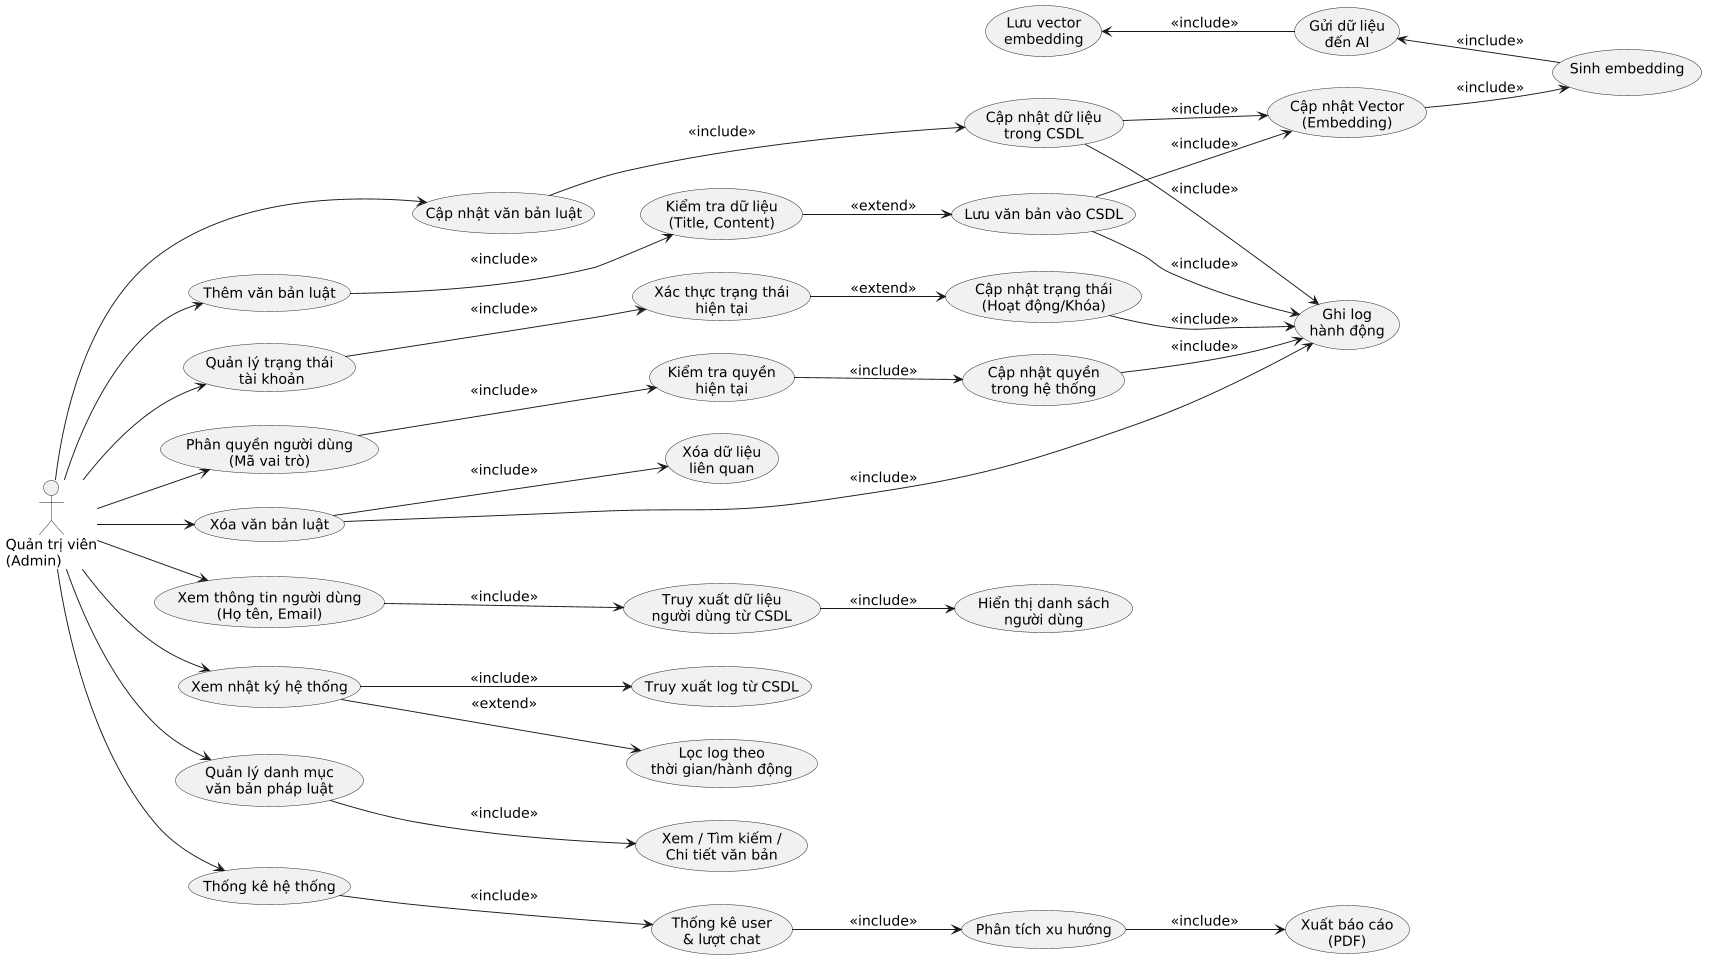 Lưu vector
embedding
«include»
Gửi dữ liệu
đến AI
«include»
Sinh embedding
«include»
Cập nhật dữ liệu
trong CSDL
«include»
Cập nhật Vector
(Embedding)
«include»
«include»
«include»
Cập nhật văn bản luật
Kiểm tra dữ liệu
(Title, Content)
«extend»
Lưu văn bản vào CSDL
«include»
«include»
Thêm văn bản luật
«include»
Xác thực trạng thái
hiện tại
«extend»
Cập nhật trạng thái
(Hoạt động/Khóa)
«include»
Ghi log
hành động
Quản lý trạng thái
tài khoản
«include»
Kiểm tra quyền
hiện tại
«include»
Cập nhật quyền
trong hệ thống
«include»
Phân quyền người dùng
(Mã vai trò)
«include»
Xóa dữ liệu
liên quan
«include»
«include»
Xóa văn bản luật
Quản trị viên
(Admin)
Xem thông tin người dùng
(Họ tên, Email)
«include»
Truy xuất dữ liệu
người dùng từ CSDL
«include»
Hiển thị danh sách
người dùng
Xem nhật ký hệ thống
«include»
Truy xuất log từ CSDL
«extend»
Lọc log theo
thời gian/hành động
Quản lý danh mục
văn bản pháp luật
«include»
Xem / Tìm kiếm /
Chi tiết văn bản
Thống kê hệ thống
«include»
Thống kê user
& lượt chat
«include»
Phân tích xu hướng
«include»
Xuất báo cáo
(PDF)